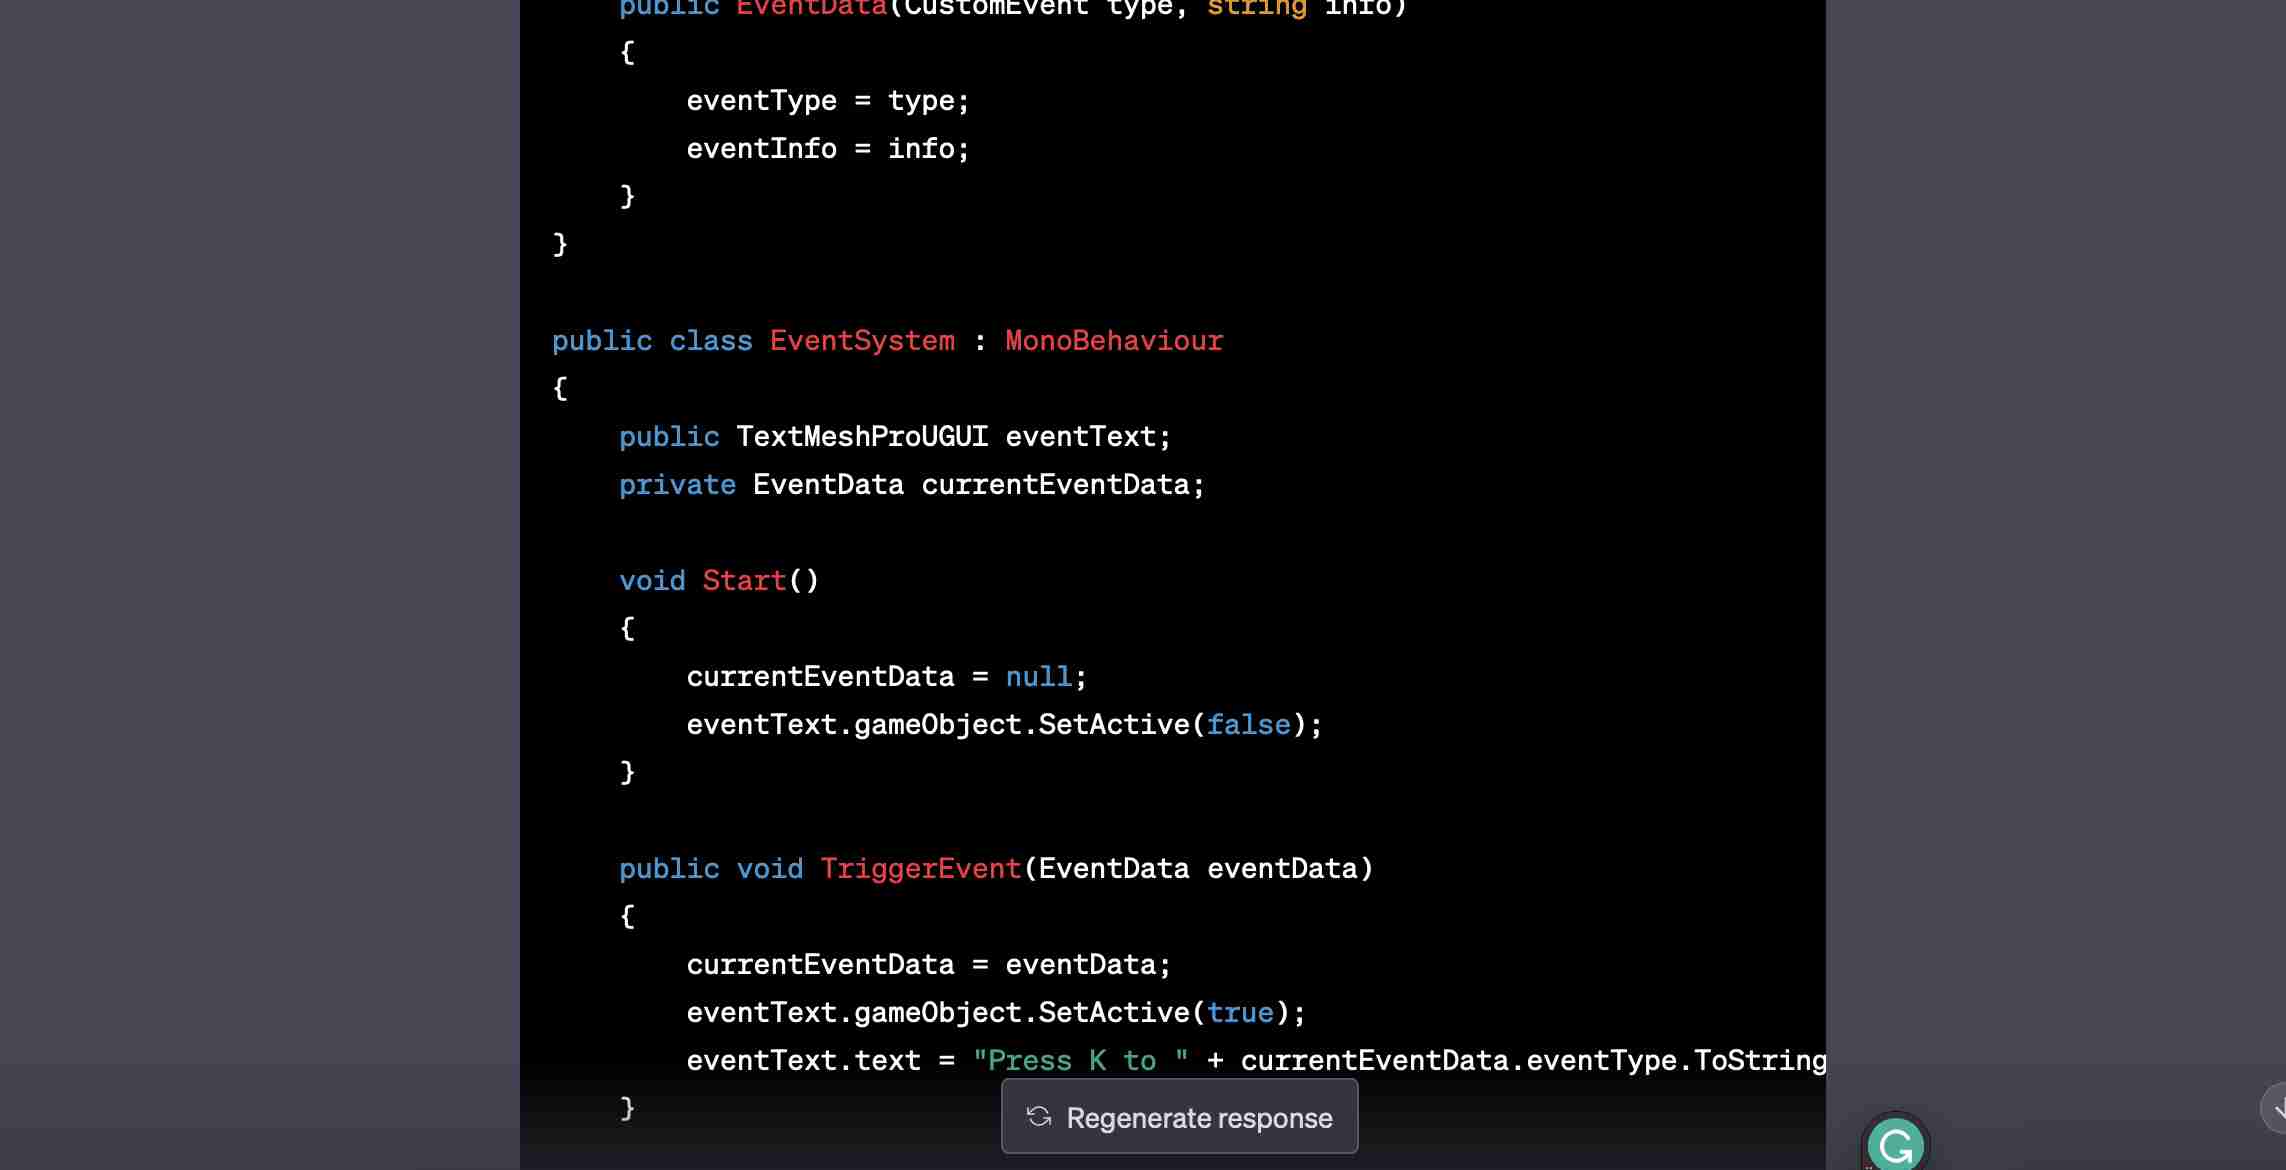 public EventData(CustomEvent type, string info)
{
eventType = type;
eventInfo = info;
}
}
public class EventSystem : MonoBehaviour
{
public TextMeshProUGUI eventText;
private EventData currentEventData;
void Start()
{
currentEventData = null;
eventText.gameObject.SetActive(false);
}
public void TriggerEvent(EventData eventData)
{
currentEventData = eventData;
eventText.gameObject.SetActive(true);
eventText.text = "Press K to " + currentEventData.eventType.ToString
}
Regenerate response